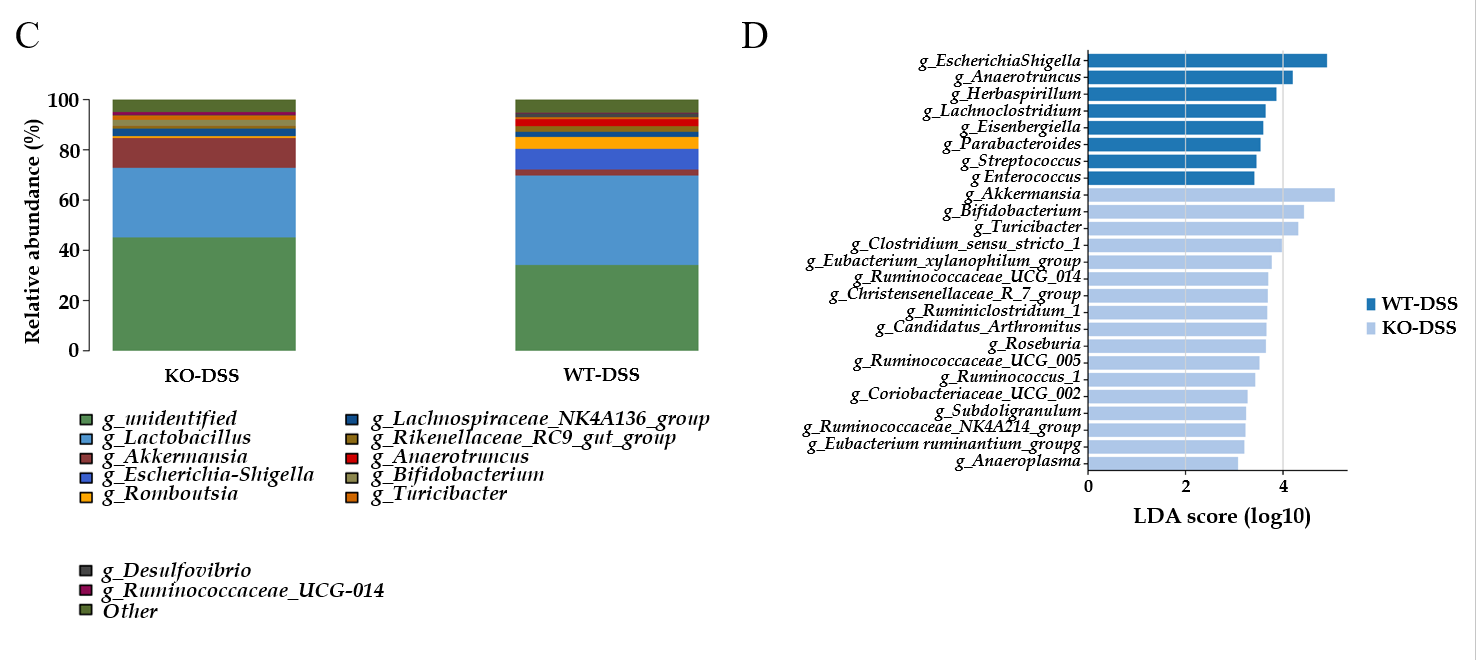 C
Relative abundance (%)
100
80
60
40
20
0
KO-DSS
WT-DSS
g_unidentified
g_Lactobacillus
g_Akkermansia
g_Escherichia-Shigella
g_Romboutsia
g_Lachnospiraceae_NK4A136_group
g_Rikenellaceae_RC9_gut_group
g_Anaerotruncus
g_Bifidobacterium
g_Turicibacter
g_Desulfovibrio
g_Ruminococcaceae_UCG-014
Other
D
g_EscherichiaShigella
g_Anaerotruncus
g_Herbaspirillum
g_Lachnoclostridium
g_Eisenbergiella
g_Parabacteroides
g_Streptococcus
g Enterococcus
g_Akkermansia
g_Bifidobacterium
g_Turicibacter
g_Clostridium_sensu_stricto_1
g_Eubacterium_xylanophilum_group
g_Ruminococcaceae_UCG_014
g_Christensenellaceae_R_7_group
g_Ruminiclostridium_1
g_Candidatus_Arthromitus
g_Roseburia
g_Ruminococcaceae_UCG_005
g_Ruminococcus_1
g_Coriobacteriaceae_UCG_002
g_Subdoligranulum
g_Ruminococcaceae_NK4A214_group
g_Eubacterium ruminantium_groupg
g_Anaeroplasma
0
2
4
LDA score (log10)
WT-DSS
KO-DSS